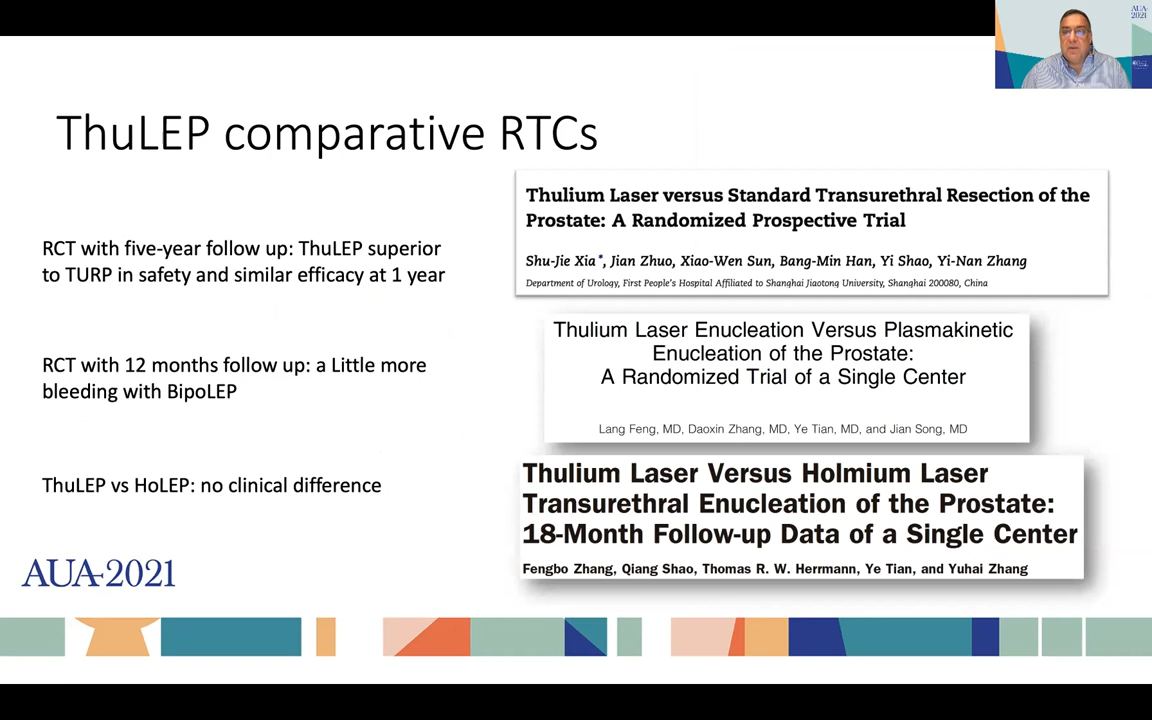 AUA
2021
ThuLEP comparative RTCs
RCT with five-year follow up: ThuLEP superior
to TURP in safety and similar efficacy at 1 year
Thulium Laser versus Standard Transurethral Resection of the
Prostate: A Randomized Prospective Trial
Shu-Jie Xia*, Jian Zhuo, Xiao-Wen Sun, Bang-Min Han, Yi Shao, Yi-Nan Zhang
Department of Urology, First People's Hospital Affiliated to Shanghai Jiaotong University, Shanghai 200080, China
RCT with 12 months follow up: a Little more
bleeding with BipoLEP
Thulium Laser Enucleation Versus Plasmakinetic
Enucleation of the Prostate:
A Randomized Trial of a Single Center
Lang Feng, MD, Daoxin Zhang, MD, Ye Tian, MD, and Jian Song, MD
ThuLEP vs HoLEP: no clinical difference
Thulium Laser Versus Holmium Laser
Transurethral Enucleation of the Prostate:
18-Month Follow-up Data of a Single Center
Fengbo Zhang, Qiang Shao, Thomas R. W. Herrmann, Ye Tian, and Yuhai Zhang
AUA2021